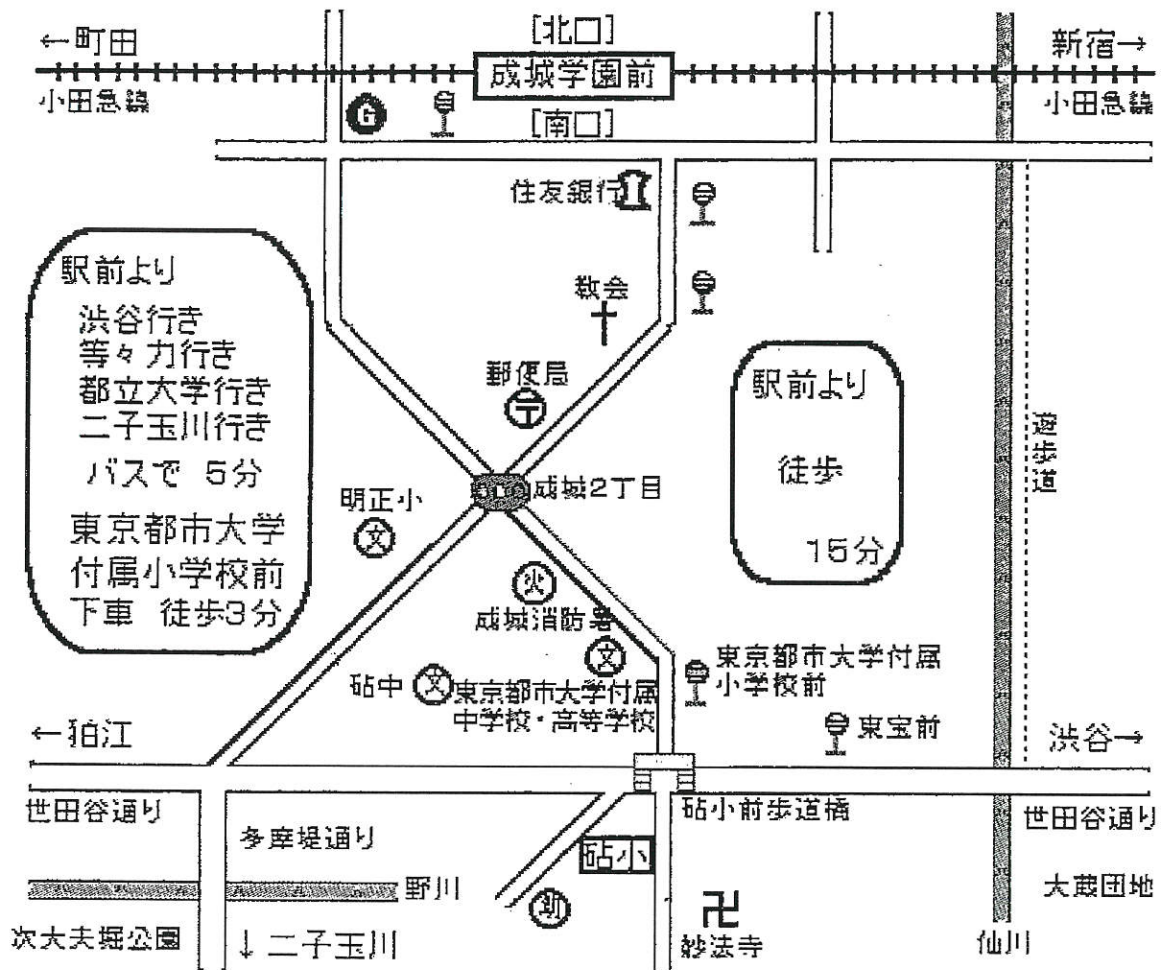 ←町田
[北口]
新宿→
成城学園前
小田急線
G
[南口]
小田急線
住友銀行
駅前より
渋谷行き
等々力行き
都立大学行き
二子玉川行き
バスで 5分
東京都市大学
付属小学校前
下車 徒歩3分
教会
郵便局
〒
駅前より
徒歩
15分
遊歩道
成城2丁目
明正小
文
火
成城消防署
文
砧中
文
東京都市大学付属
中学校・高等学校
東京都市大学付属
小学校前
東宝前
←狛江
渋谷→
世田谷通り
砧小前歩道橋
世田谷通り
多摩堤通り
砧小
野川
幼
卍
大蔵団地
次大夫堀公園
↓二子玉川
妙法寺
仙川